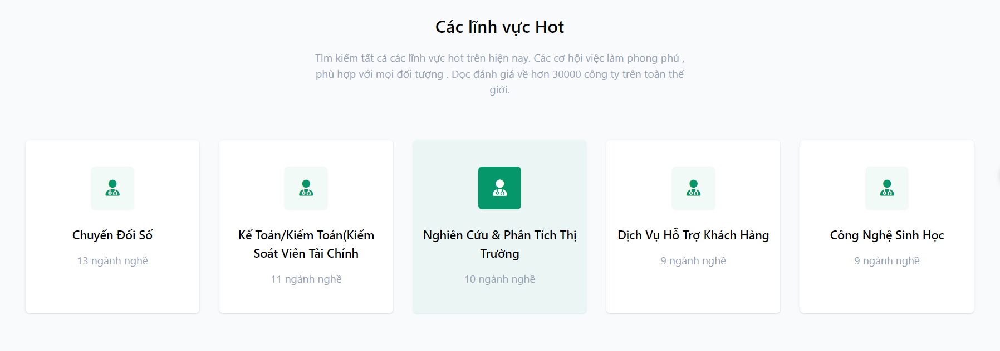 Các lĩnh vực Hot
Tìm kiếm tất cả các lĩnh vực hot trên hiện nay. Các cơ hội việc làm phong phú ,
phù hợp với mọi đối tượng . Đọc đánh giá về hơn 30000 công ty trên toàn thế
giới.
Chuyển Đổi Số
13 ngành nghề
Kế Toán/Kiểm Toán(Kiểm
Soát Viên Tài Chính
11 ngành nghề
Nghiên Cứu & Phân Tích Thị
Trường
10 ngành nghề
Dịch Vụ Hỗ Trợ Khách Hàng
9 ngành nghề
Công Nghệ Sinh Học
9 ngành nghề